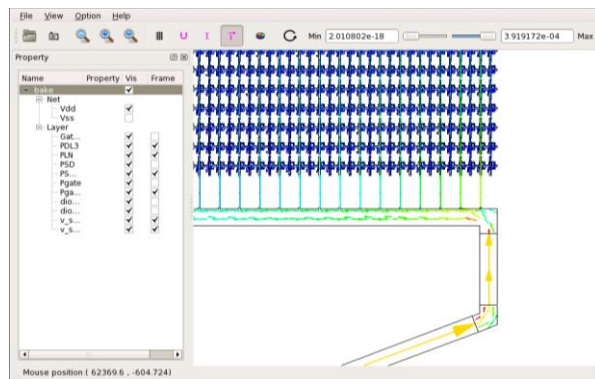 File View Option Help
U I I Min 2.010802e-18 3.919172e-04 Max
Property
Name Property Vis Frame
bake
Net
Vdd
Vss
Layer
Gat...
PDL3
PLN
PSD
PS...
Pgate
Pga...
dio...
dio...
v_s...
v_s...
Mouse position:( 62369.6 , -604.724)